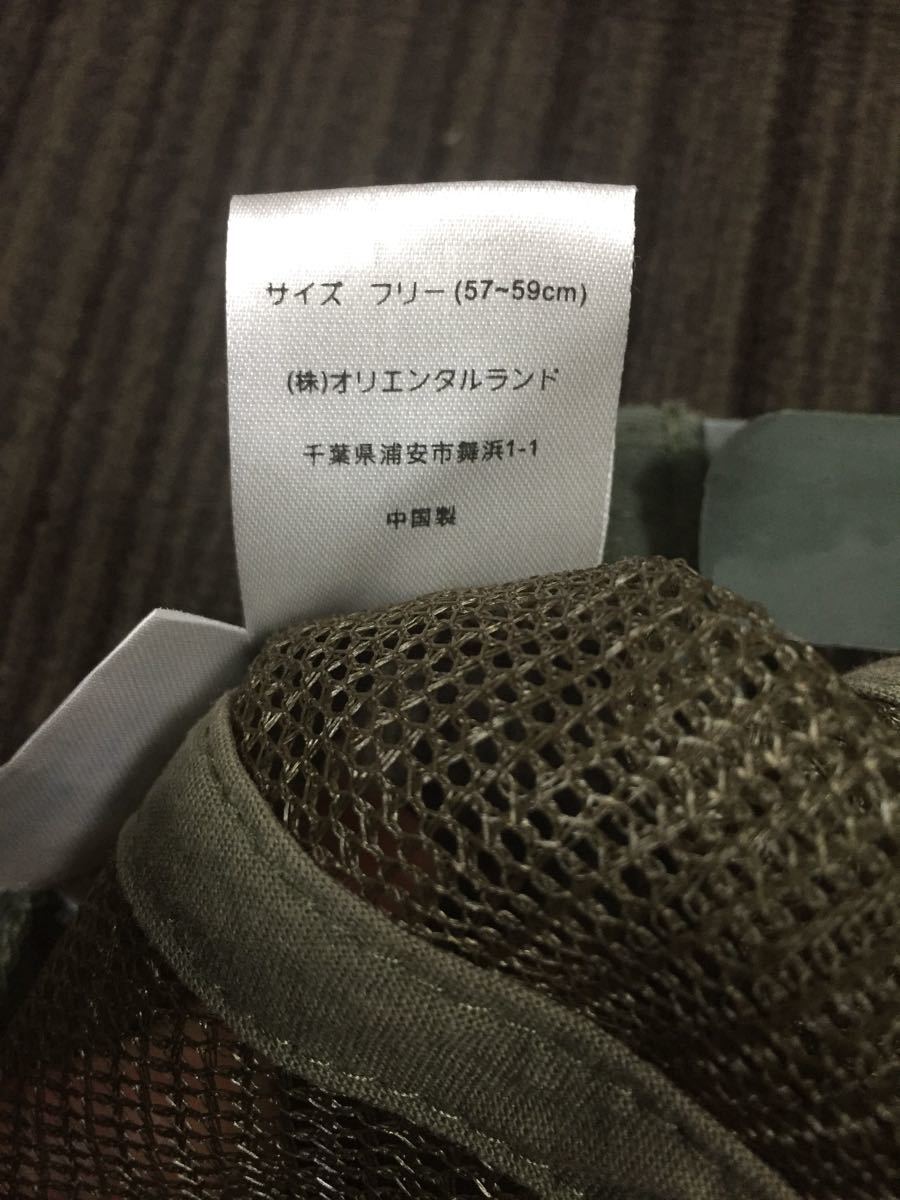 サイズ　フリー (57~59cm)
(株)オリエンタルランド
千葉県浦安市舞浜1-1
中国製